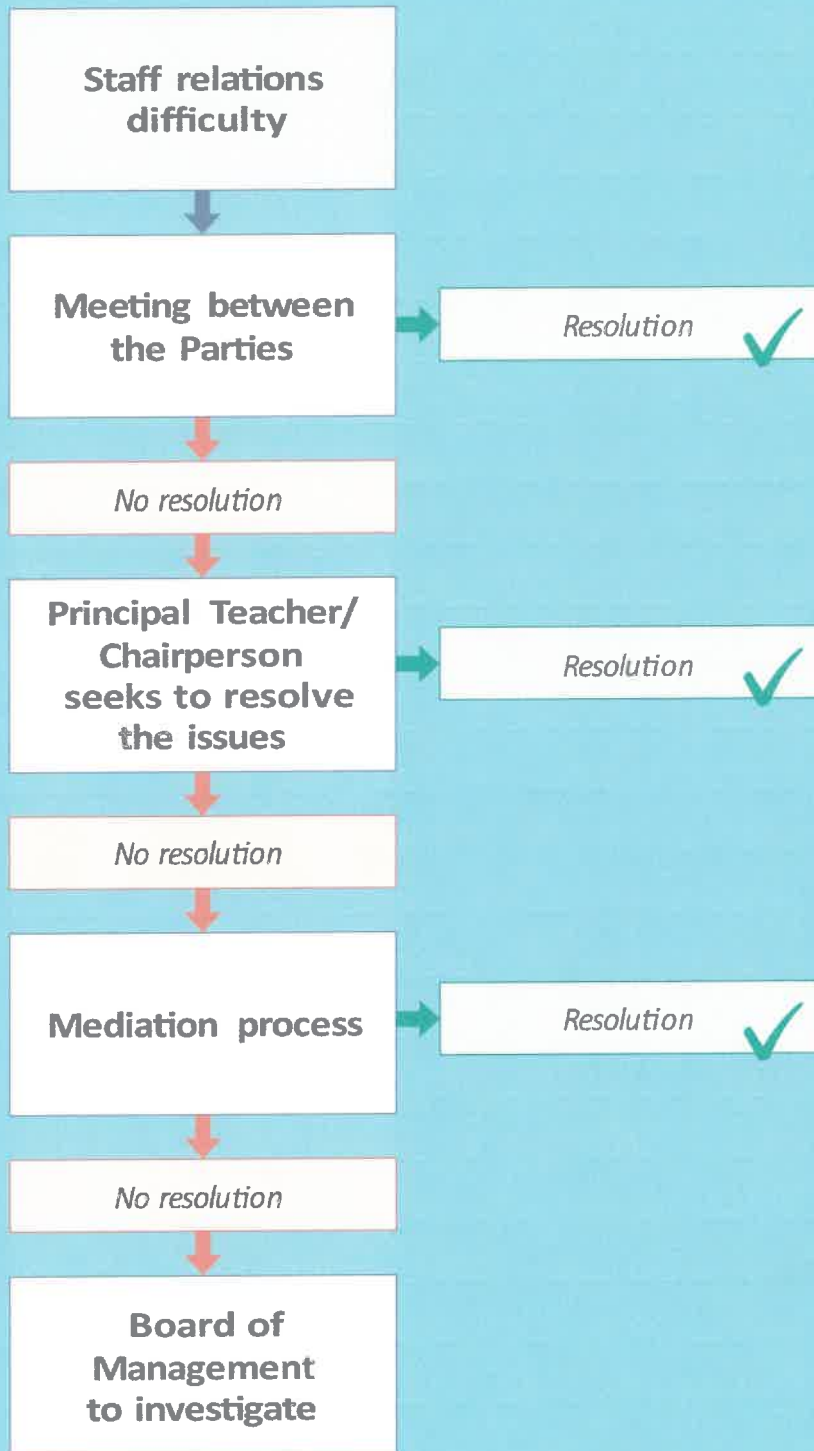 Staff relations
difficulty
Meeting between
the Parties
Resolution
No resolution
Principal Teacher/
Chairperson
seeks to resolve
the issues
Resolution
No resolution
Mediation process
Resolution
No resolution
Board of
Management
to investigate